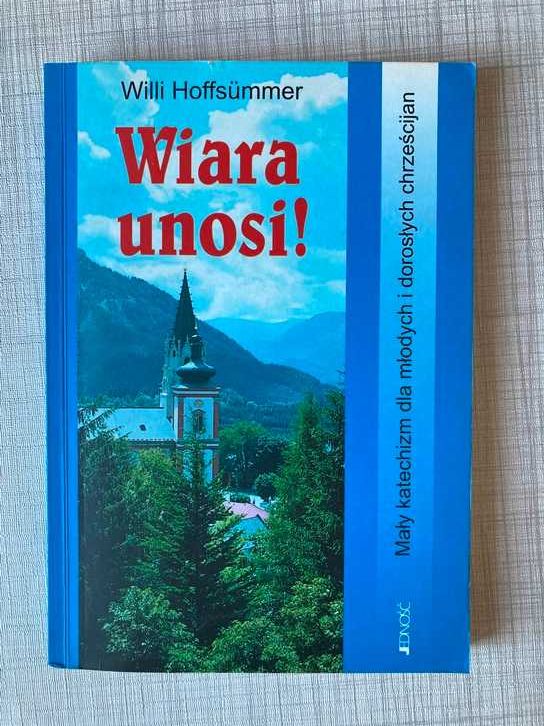 Willi Hoffsümmer
Wiara
unosi!
Mały katechizm dla młodych i dorosłych chrześcijan
JEDNOŚĆ